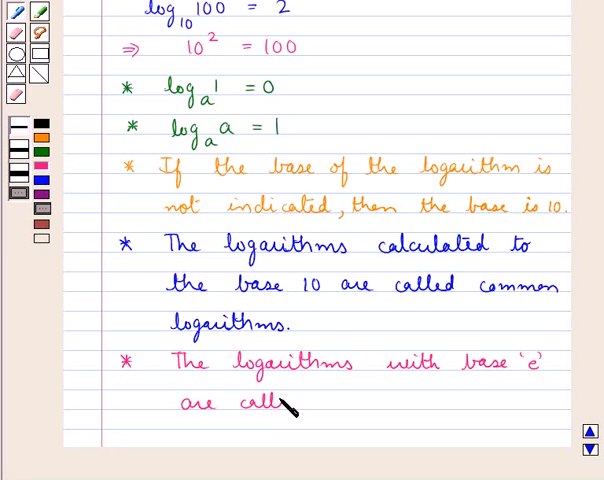 log₁₀ 100 = 2
⇒ 10² = 100
* logₐ 1 = 0
* logₐ a = 1
* If the base of the logarithm is
not indicated, then the base is 10.
* The logarithms calculated to
the base 10 are called common
logarithms.
* The logarithms with base 'e'
are call